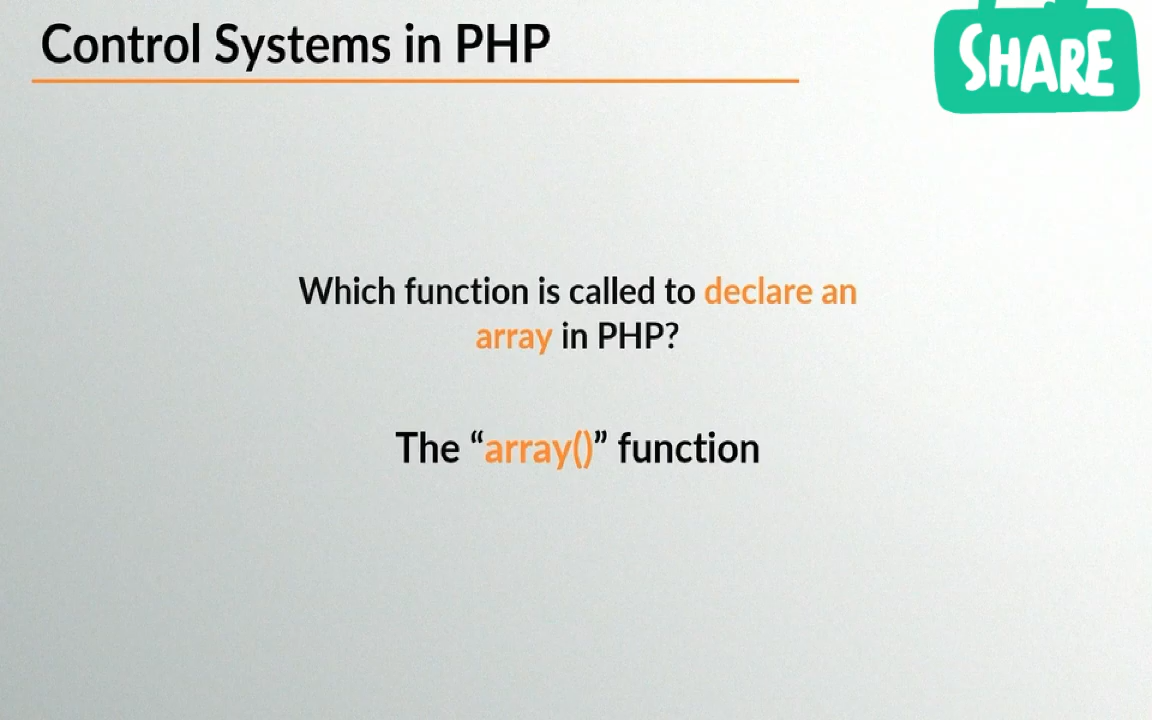 Control Systems in PHP
SHARE
Which function is called to declare an
array in PHP?
The “array()” function